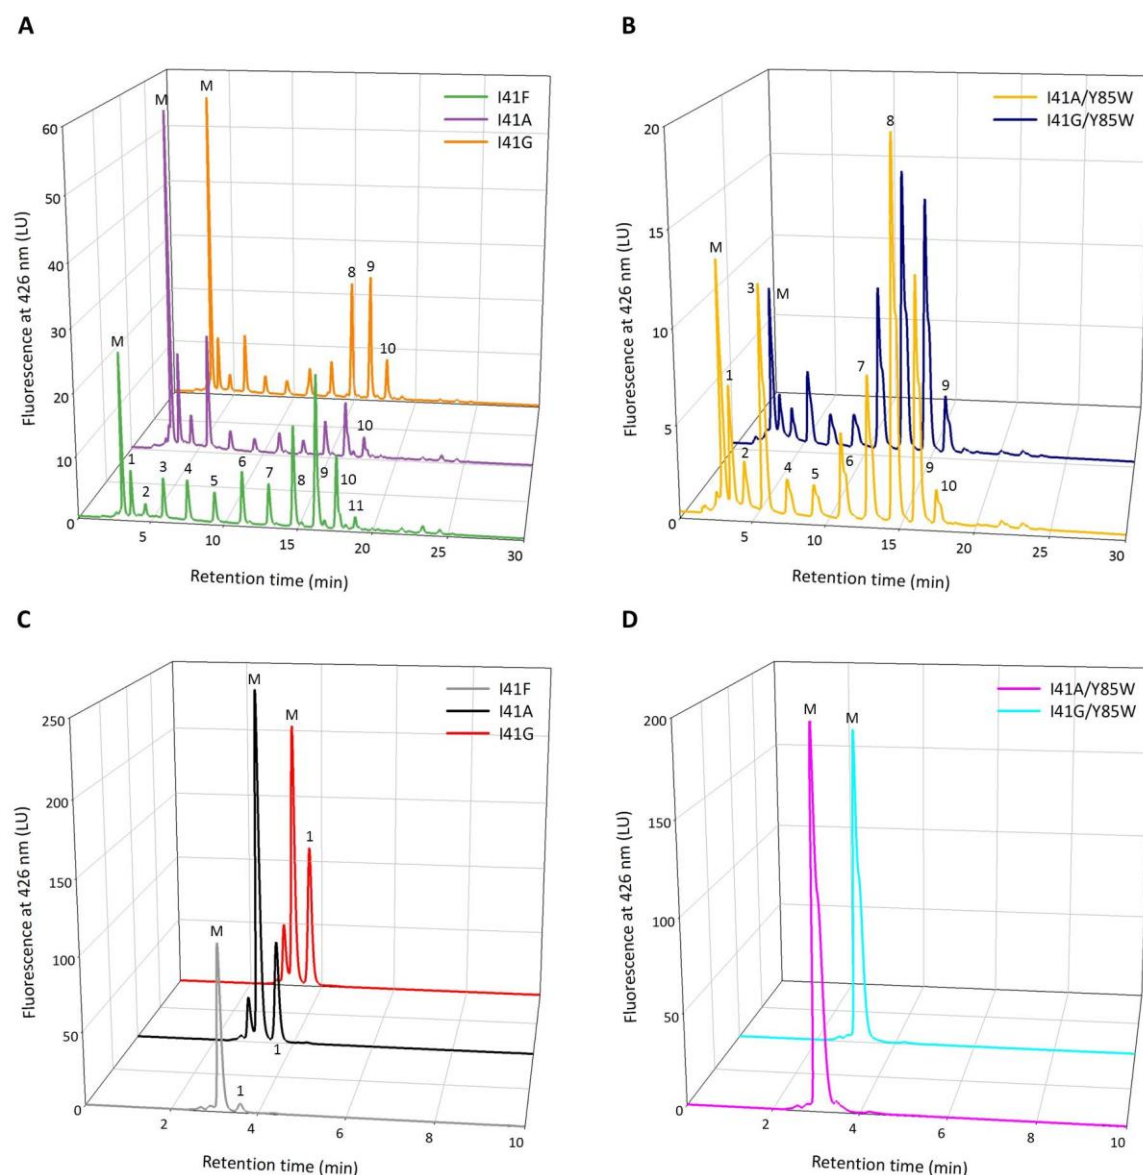 A
I41F
I41A
I41G
M
M
M
60
50
40
30
20
10
0
Fluorescence at 426 nm (LU)
8
9
10
10
1
2
3
4
5
6
7
8
9
10
11
5
10
15
20
25
30
Retention time (min)
B
I41A/Y85W
I41G/Y85W
20
15
10
5
0
Fluorescence at 426 nm (LU)
8
M
3
M
1
7
9
2
4
5
6
9
10
5
10
15
20
25
30
Retention time (min)
C
I41F
I41A
I41G
250
200
150
100
50
0
Fluorescence at 426 nm (LU)
M
M
1
M
1
1
2
4
6
8
10
Retention time (min)
D
I41A/Y85W
I41G/Y85W
200
150
100
50
0
Fluorescence at 426 nm (LU)
M
M
2
4
6
8
10
Retention time (min)